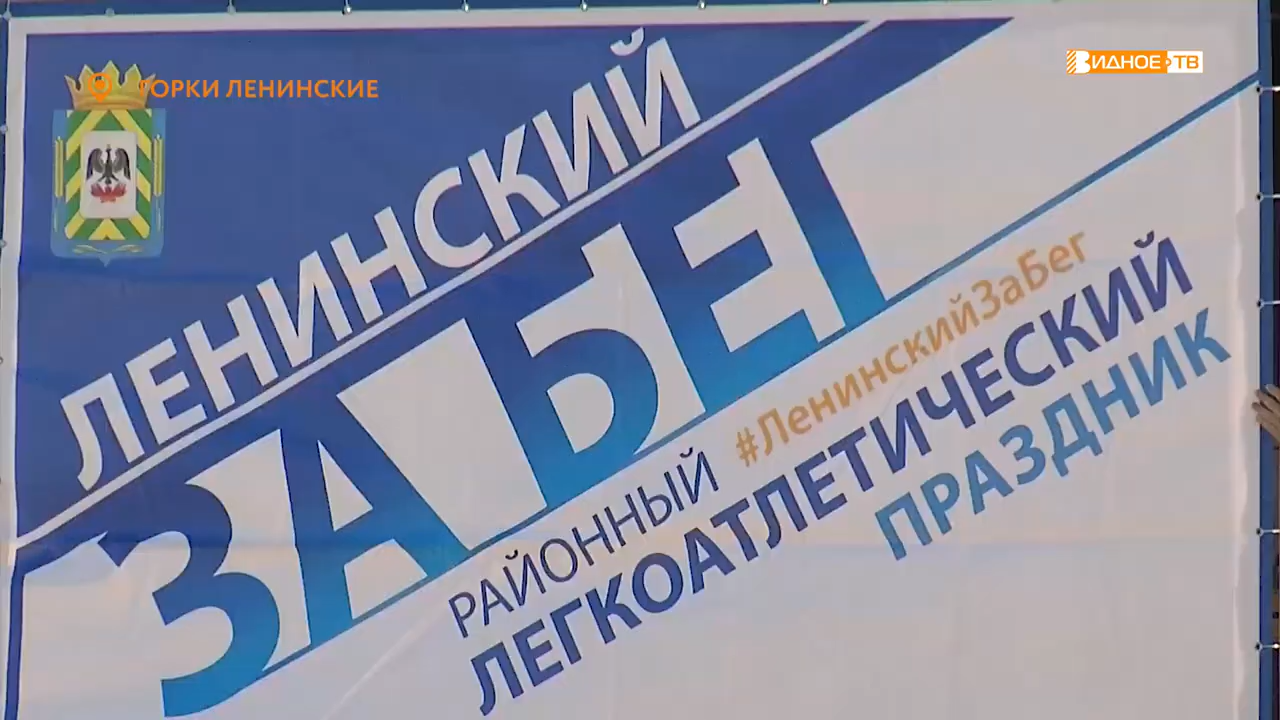 ГОРКИ ЛЕНИНСКИЕ
ВИДНОЕ ТВ
ЛЕНИНСКИЙ
ЗАБЕГ
#ЛенинскийЗаБег
РАЙОННЫЙ
ЛЕГКОАТЛЕТИЧЕСКИЙ
ПРАЗДНИК